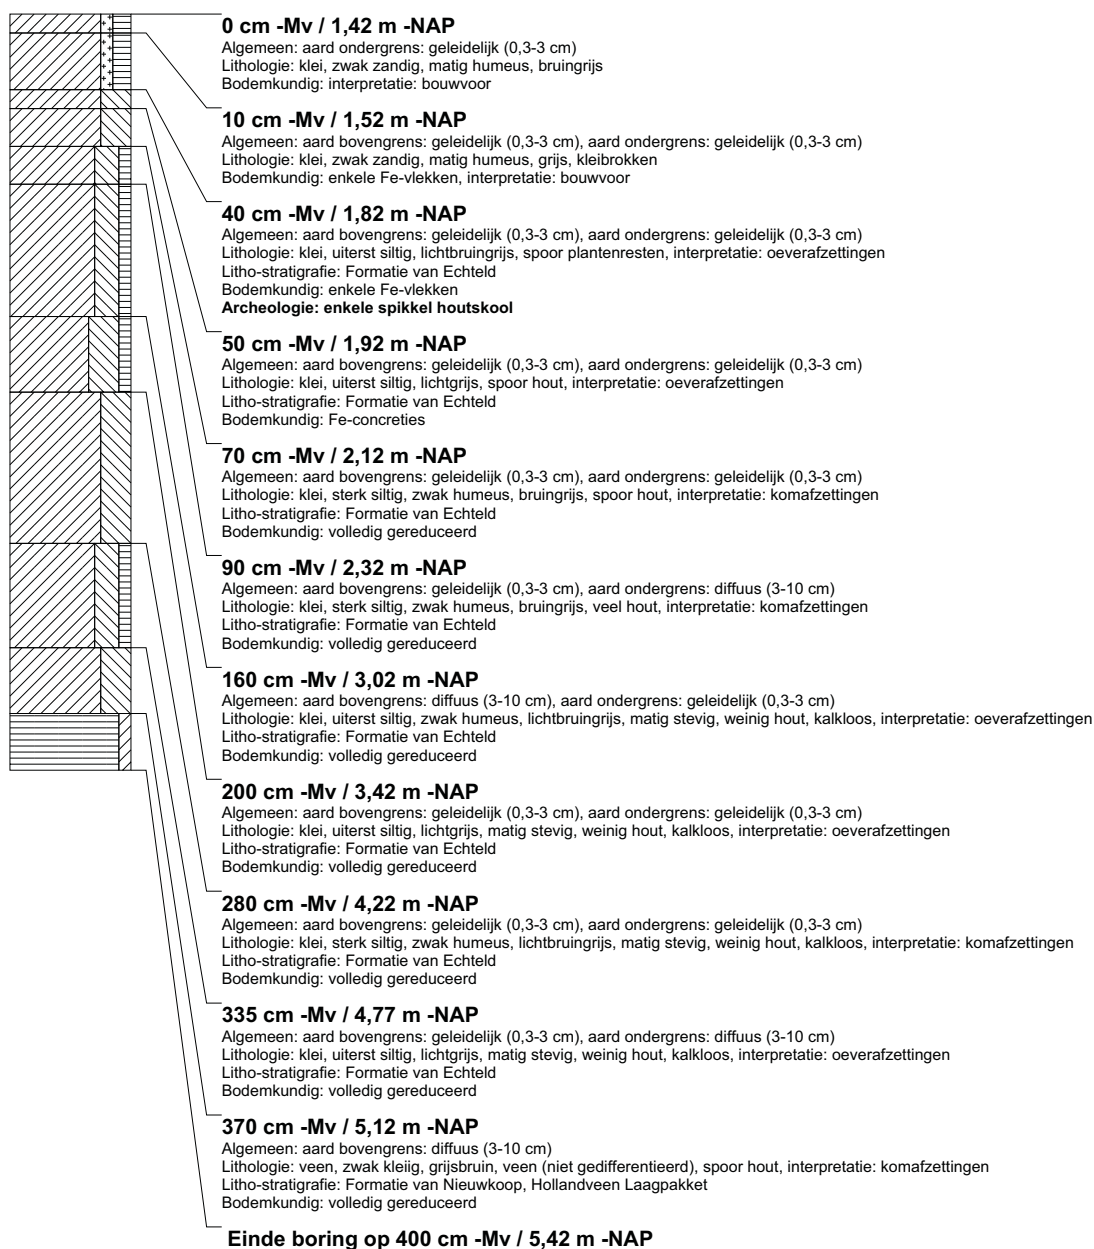 0 cm -Mv / 1,42 m -NAP
Algemeen: aard ondergrens: geleidelijk (0,3-3 cm)
Lithologie: klei, zwak zandig, matig humeus, bruingrijs
Bodemkundig: interpretatie: bouwvoor
10 cm -Mv / 1,52 m -NAP
Algemeen: aard bovengrens: geleidelijk (0,3-3 cm), aard ondergrens: geleidelijk (0,3-3 cm)
Lithologie: klei, zwak zandig, matig humeus, grijs, kleibrokken
Bodemkundig: enkele Fe-vlekken, interpretatie: bouwvoor
40 cm -Mv / 1,82 m -NAP
Algemeen: aard bovengrens: geleidelijk (0,3-3 cm), aard ondergrens: geleidelijk (0,3-3 cm)
Lithologie: klei, uiterst siltig, lichtbruingrijs, spoor plantenresten, interpretatie: oeverafzettingen
Litho-stratigrafie: Formatie van Echteld
Bodemkundig: enkele Fe-vlekken
Archeologie: enkele spikkel houtskool
50 cm -Mv / 1,92 m -NAP
Algemeen: aard bovengrens: geleidelijk (0,3-3 cm), aard ondergrens: geleidelijk (0,3-3 cm)
Lithologie: klei, uiterst siltig, lichtgrijs, spoor hout, interpretatie: oeverafzettingen
Litho-stratigrafie: Formatie van Echteld
Bodemkundig: Fe-concreties
70 cm -Mv / 2,12 m -NAP
Algemeen: aard bovengrens: geleidelijk (0,3-3 cm), aard ondergrens: geleidelijk (0,3-3 cm)
Lithologie: klei, sterk siltig, zwak humeus, bruingrijs, spoor hout, interpretatie: komafzettingen
Litho-stratigrafie: Formatie van Echteld
Bodemkundig: volledig gereduceerd
90 cm -Mv / 2,32 m -NAP
Algemeen: aard bovengrens: geleidelijk (0,3-3 cm), aard ondergrens: diffuus (3-10 cm)
Lithologie: klei, sterk siltig, zwak humeus, bruingrijs, veel hout, interpretatie: komafzettingen
Litho-stratigrafie: Formatie van Echteld
Bodemkundig: volledig gereduceerd
160 cm -Mv / 3,02 m -NAP
Algemeen: aard bovengrens: diffuus (3-10 cm), aard ondergrens: geleidelijk (0,3-3 cm)
Lithologie: klei, uiterst siltig, zwak humeus, lichtbruingrijs, matig stevig, weinig hout, kalkloos, interpretatie: oeverafzettingen
Litho-stratigrafie: Formatie van Echteld
Bodemkundig: volledig gereduceerd
200 cm -Mv / 3,42 m -NAP
Algemeen: aard bovengrens: geleidelijk (0,3-3 cm), aard ondergrens: geleidelijk (0,3-3 cm)
Lithologie: klei, uiterst siltig, lichtgrijs, matig stevig, weinig hout, kalkloos, interpretatie: oeverafzettingen
Litho-stratigrafie: Formatie van Echteld
Bodemkundig: volledig gereduceerd
280 cm -Mv / 4,22 m -NAP
Algemeen: aard bovengrens: geleidelijk (0,3-3 cm), aard ondergrens: geleidelijk (0,3-3 cm)
Lithologie: klei, sterk siltig, zwak humeus, lichtbruingrijs, matig stevig, weinig hout, kalkloos, interpretatie: komafzettingen
Litho-stratigrafie: Formatie van Echteld
Bodemkundig: volledig gereduceerd
335 cm -Mv / 4,77 m -NAP
Algemeen: aard bovengrens: geleidelijk (0,3-3 cm), aard ondergrens: diffuus (3-10 cm)
Lithologie: klei, uiterst siltig, lichtgrijs, matig stevig, weinig hout, kalkloos, interpretatie: oeverafzettingen
Litho-stratigrafie: Formatie van Echteld
Bodemkundig: volledig gereduceerd
370 cm -Mv / 5,12 m -NAP
Algemeen: aard bovengrens: diffuus (3-10 cm)
Lithologie: veen, zwak kleiig, grijsbruin, veen (niet gedifferentieerd), spoor hout, interpretatie: komafzettingen
Litho-stratigrafie: Formatie van Nieuwkoop, Hollandveen Laagpakket
Bodemkundig: volledig gereduceerd
Einde boring op 400 cm -Mv / 5,42 m -NAP